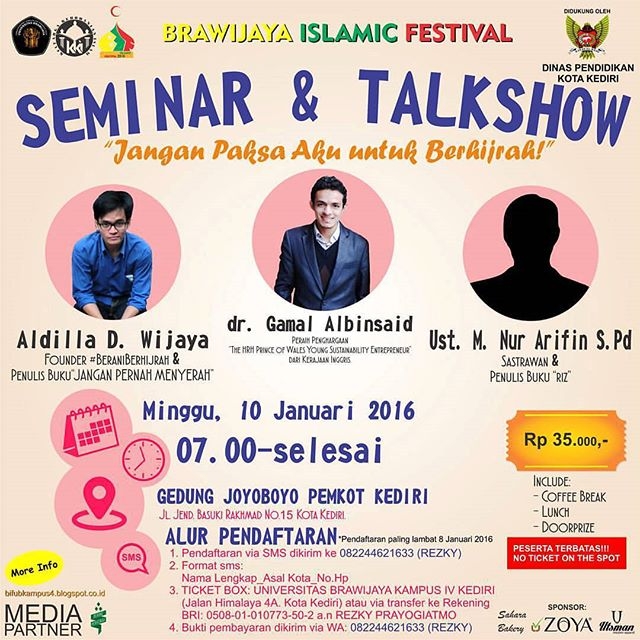 BRAWIJAYA ISLAMIC FESTIVAL
DIDUKUNG OLEH
DINAS PENDIDIKAN
KOTA KEDIRI
SEMINAR & TALKSHOW
"Jangan Paksa Aku untuk Berhijrah!"
Aldilla D. Wijaya
FOUNDER #BERANIBERHIJRAH &
PENULIS BUKU"JANGAN PERNAH MENYERAH"
dr. Gamal Albinsaid
PERAIH PENGHARGAAN
"THE HRH PRINCE OF WALES YOUNG SUSTAINABILITY ENTREPRENEUR"
DARI KERAJAAN INGGRIS.
Ust. M. Nur Arifin S.Pd
SASTRAWAN &
PENULIS BUKU "RIZ"
Minggu, 10 Januari 2016
07.00-selesai
GEDUNG JOYOBOYO PEMKOT KEDIRI
JL. JEND. BASUKI RAKHMAD NO.15 KOTA KEDIRI.
Rp 35.000,-
INCLUDE:
- COFFEE BREAK
- LUNCH
- DOORPRIZE
PESERTA TERBATAS!!!
NO TICKET ON THE SPOT
SMS
ALUR PENDAFTARAN *Pendaftaran paling lambat 8 Januari 2016
1. Pendaftaran via SMS dikirim ke 082244621633 (REZKY)
2. Format sms:
Nama Lengkap_Asal Kota_No.Hp
3. TICKET BOX: UNIVERSITAS BRAWIJAYA KAMPUS IV KEDIRI
(Jalan Himalaya 4A. Kota Kediri) atau via transfer ke Rekening
BRI: 0508-01-010773-50-2 a.n REZKY PRAYOGIATMO
4. Bukti pembayaran dikirim via WA: 082244621633 (REZKY)
More Info
bifubkampus4.blogspot.co.id
MEDIA
PARTNER
SPONSOR:
Sahara
Bakery
ZOYA
Usman